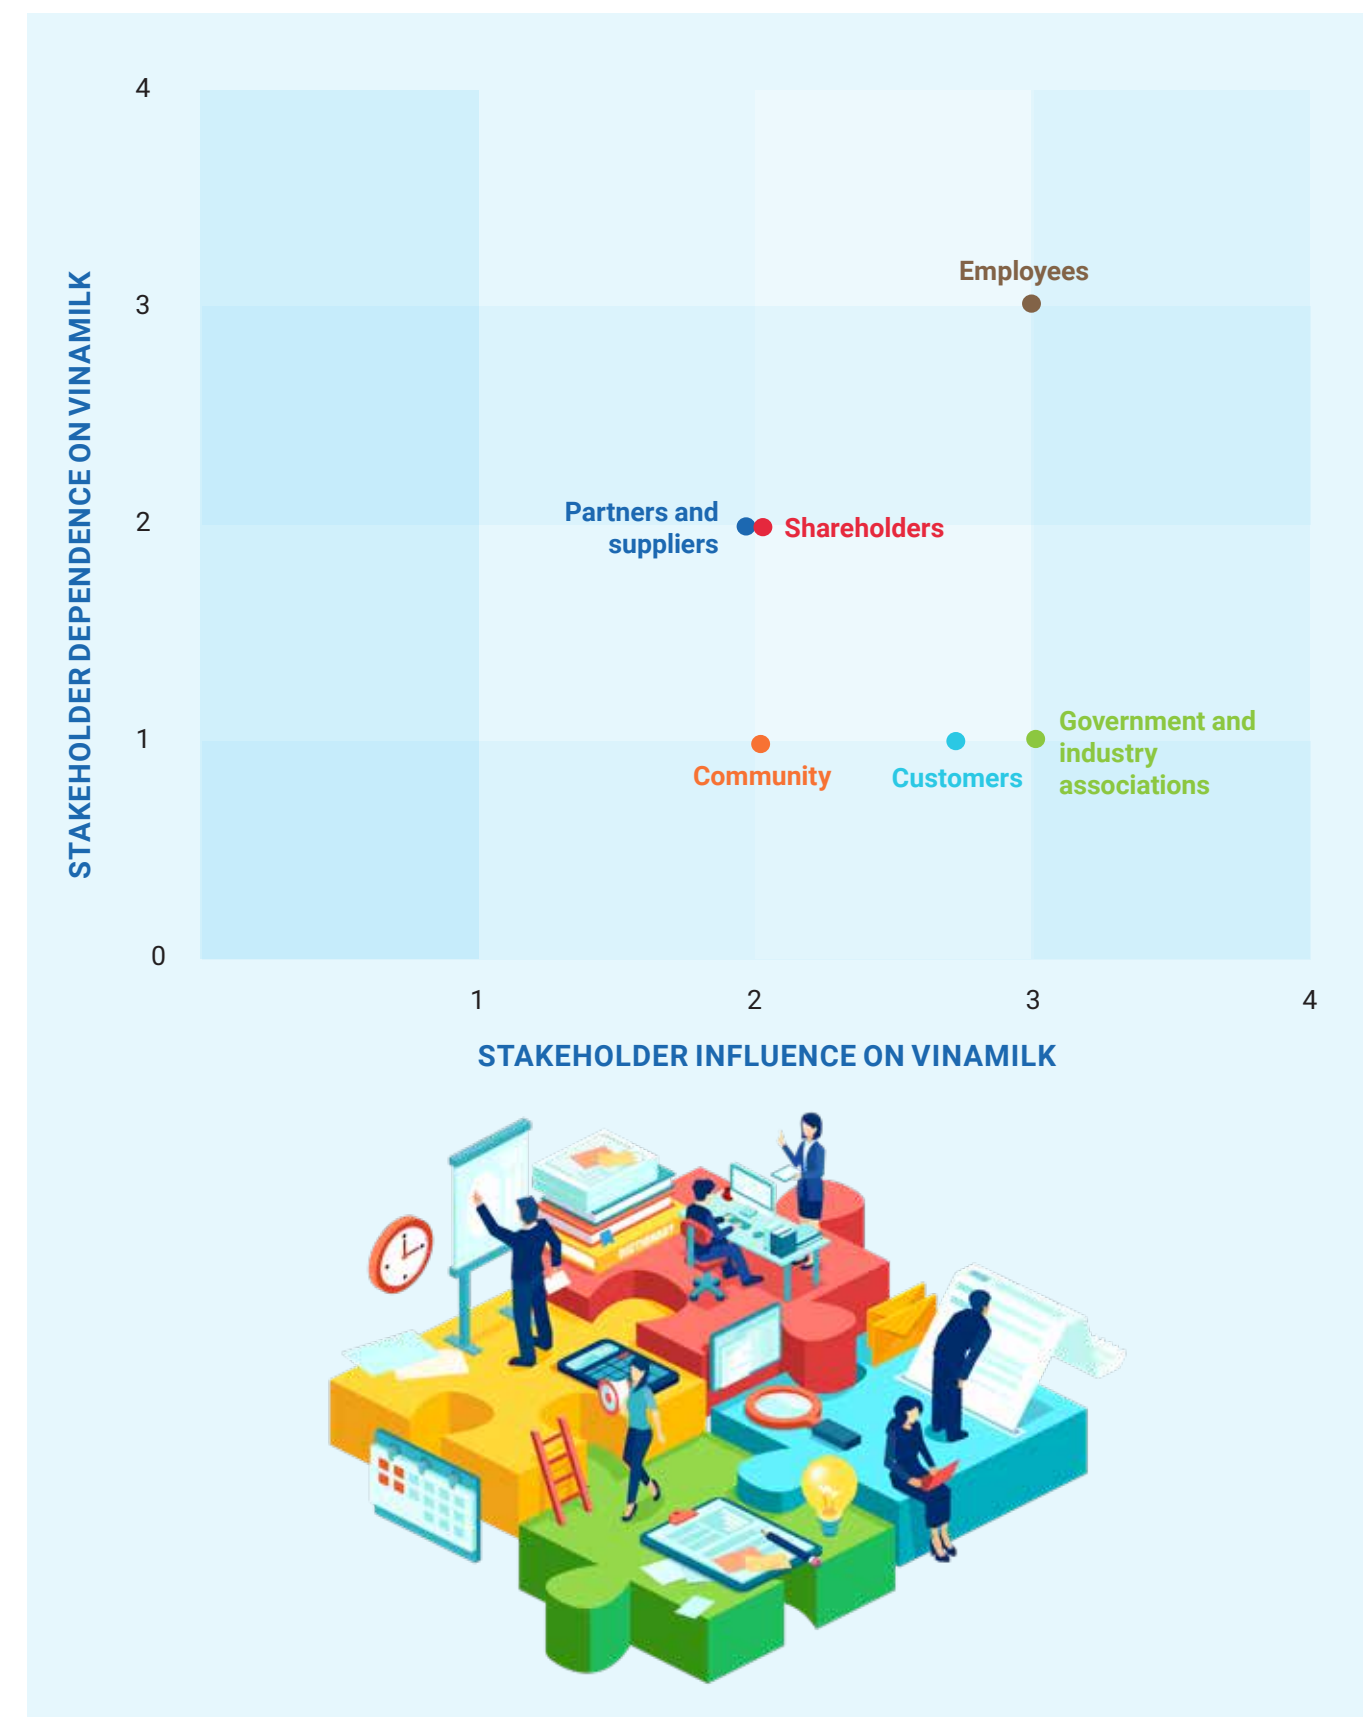 4
3
2
1
0
STAKEHOLDER DEPENDENCE ON VINAMILK
Employees
Partners and
suppliers
Shareholders
Government and
industry
associations
Community
Customers
1
2
3
4
STAKEHOLDER INFLUENCE ON VINAMILK